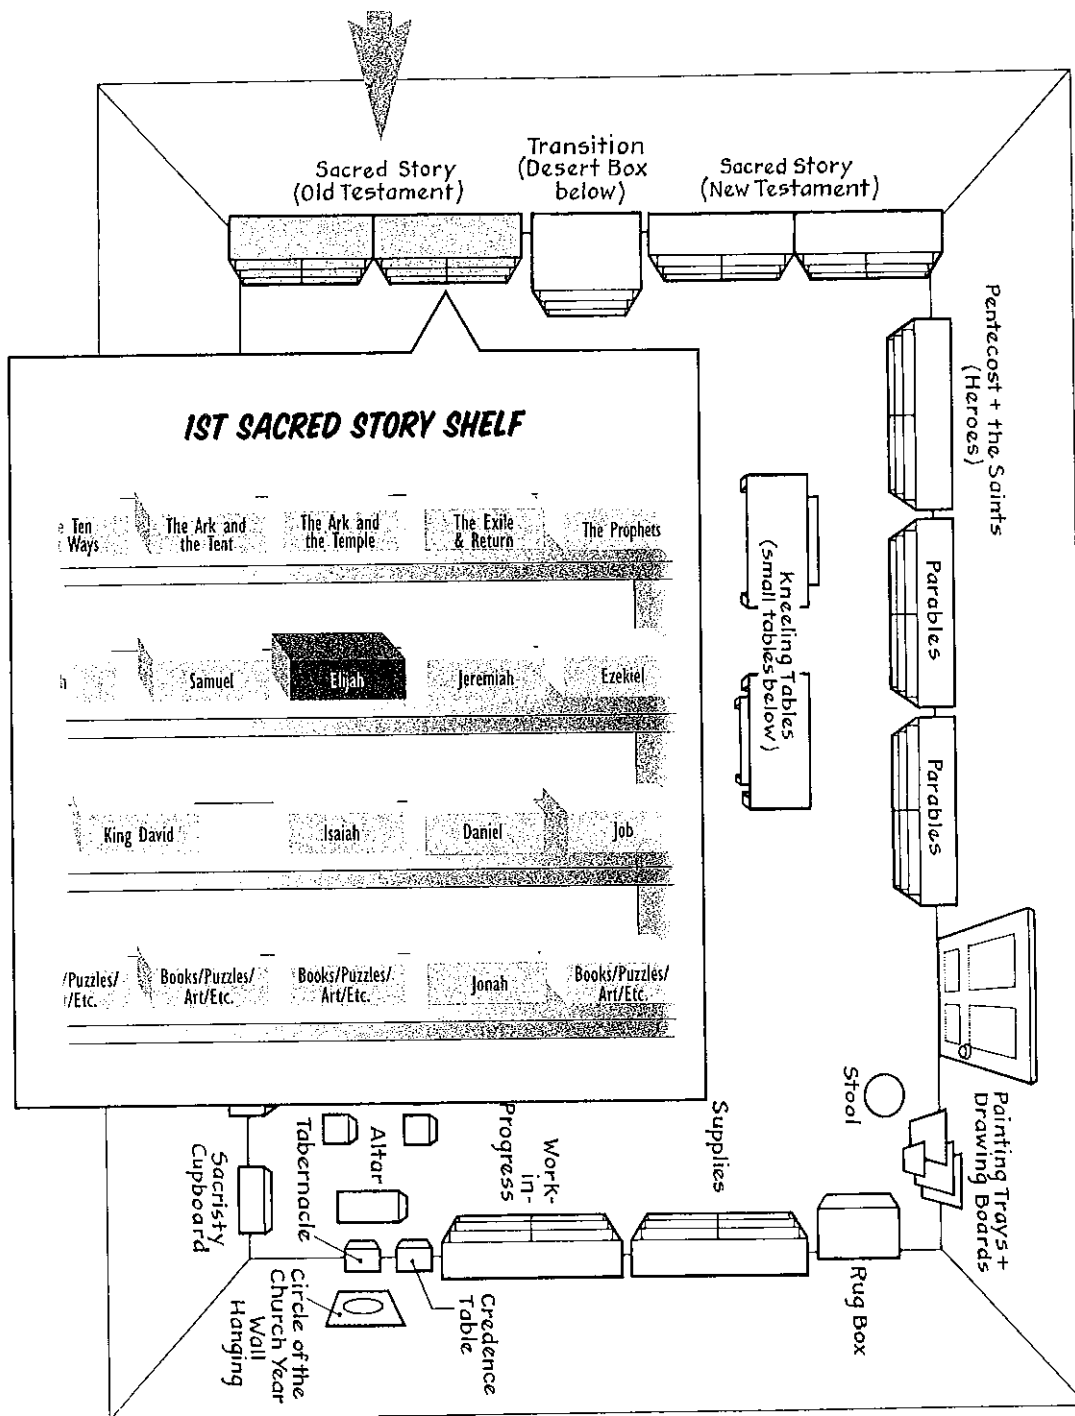 Sacred Story
(Old Testament)
Transition
(Desert Box
below)
Sacred Story
(New Testament)
Pentecost + the Saints
(Heroes)
1ST SACRED STORY SHELF
e Ten
Ways
The Ark and
the Tent
The Ark and
the Temple
The Exile
& Return
The Prophets
h
Samuel
Elijah
Jeremiah
Ezekiel
King David
Isaiah
Daniel
Job
/Puzzles/
/Etc.
Books/Puzzles/
Art/Etc.
Books/Puzzles/
Art/Etc.
Jonah
Books/Puzzles/
Art/Etc.
Kneeling Tables
(small tables below)
Parables
Parables
Stool
Painting Trays +
Drawing Boards
Sacristy
Cupboard
Tabernacle
Altar
Work-
in-
Progress
Supplies
Rug Box
Credence
Table
Circle of the
Church Year
Wall
Hanging